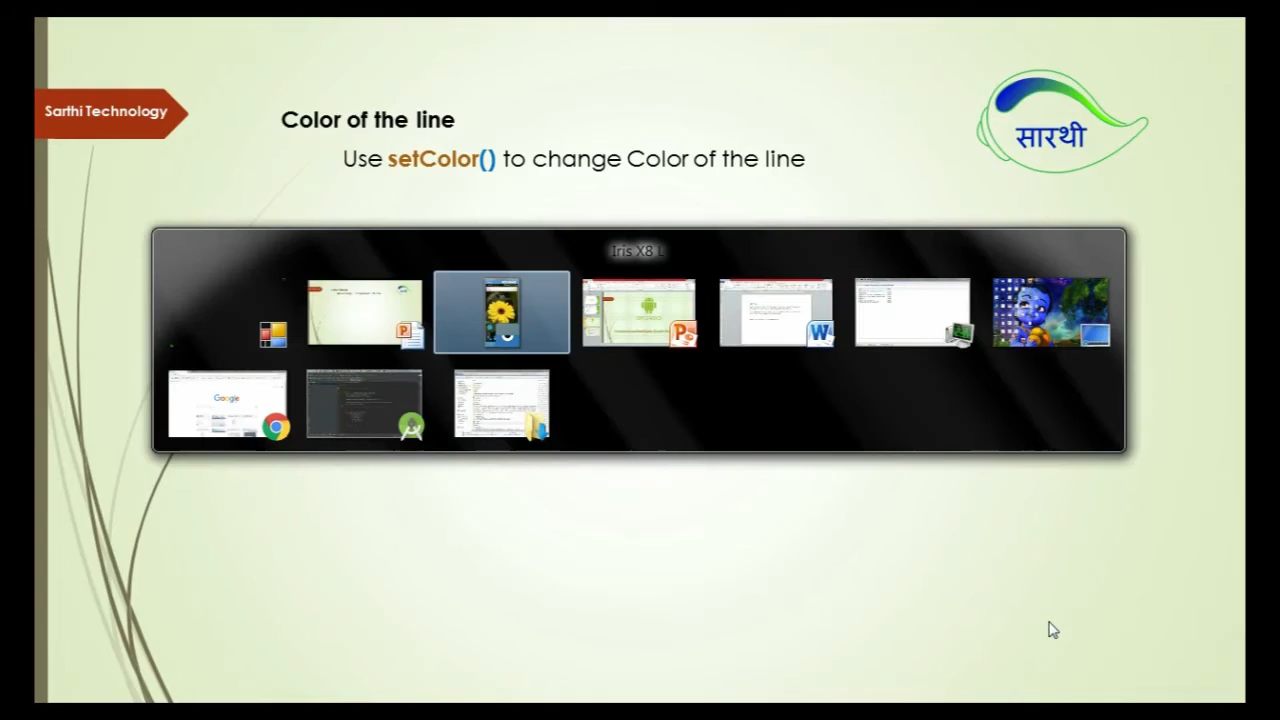 Sarthi Technology
Color of the line
सारथी
Use setColor() to change Color of the line
Iris X8 L
Google